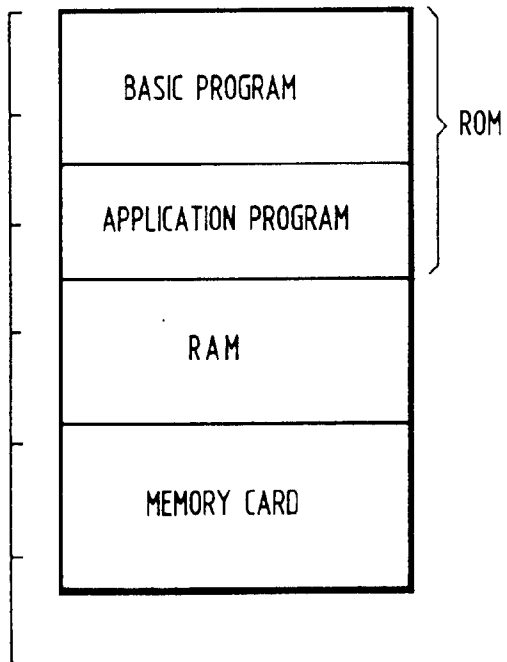 BASIC PROGRAM
ROM
APPLICATION PROGRAM
RAM
MEMORY CARD